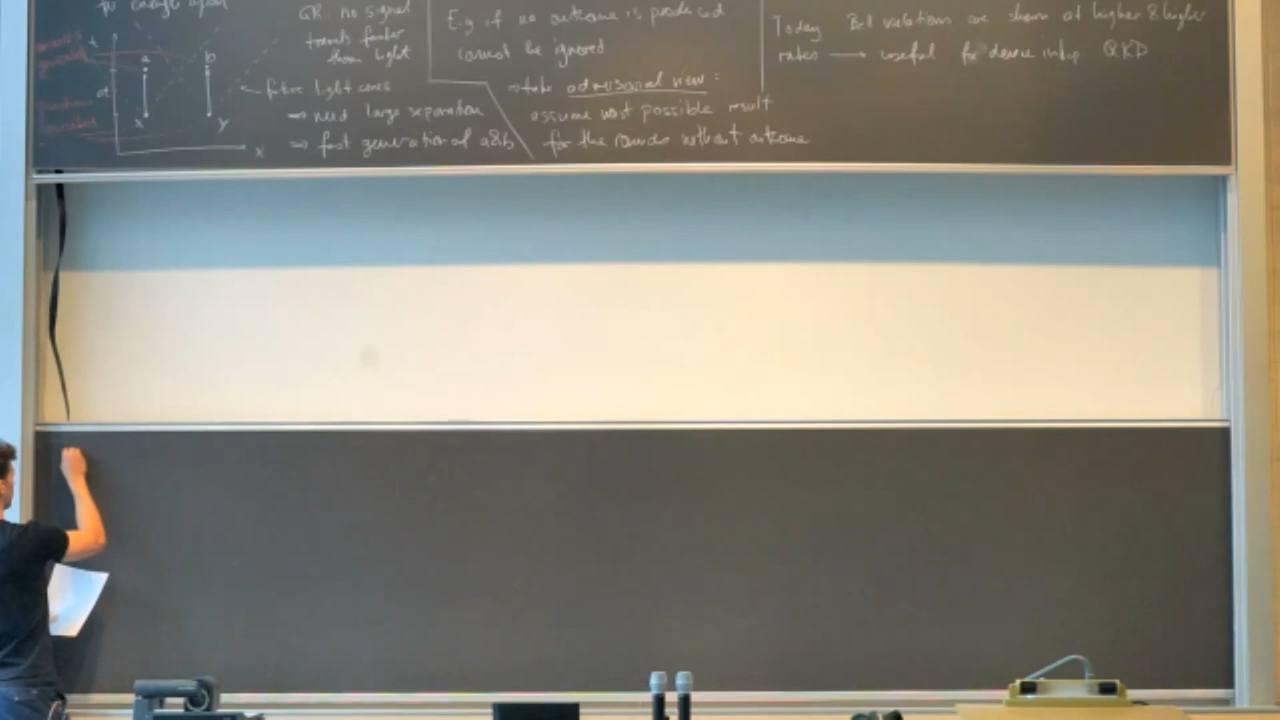 to
GR: no signal
travels faster
than light
t
a
b
x
y
x
future light cones
⇒ need large separation
⇒ fast generation of a&b
E.g. if no outcome is produced
cannot be ignored
⇒ take adversarial view:
assume worst possible result
for the rounds without outcome
Today Bell violations are shown at higher & higher
rates → useful for device indep QKD